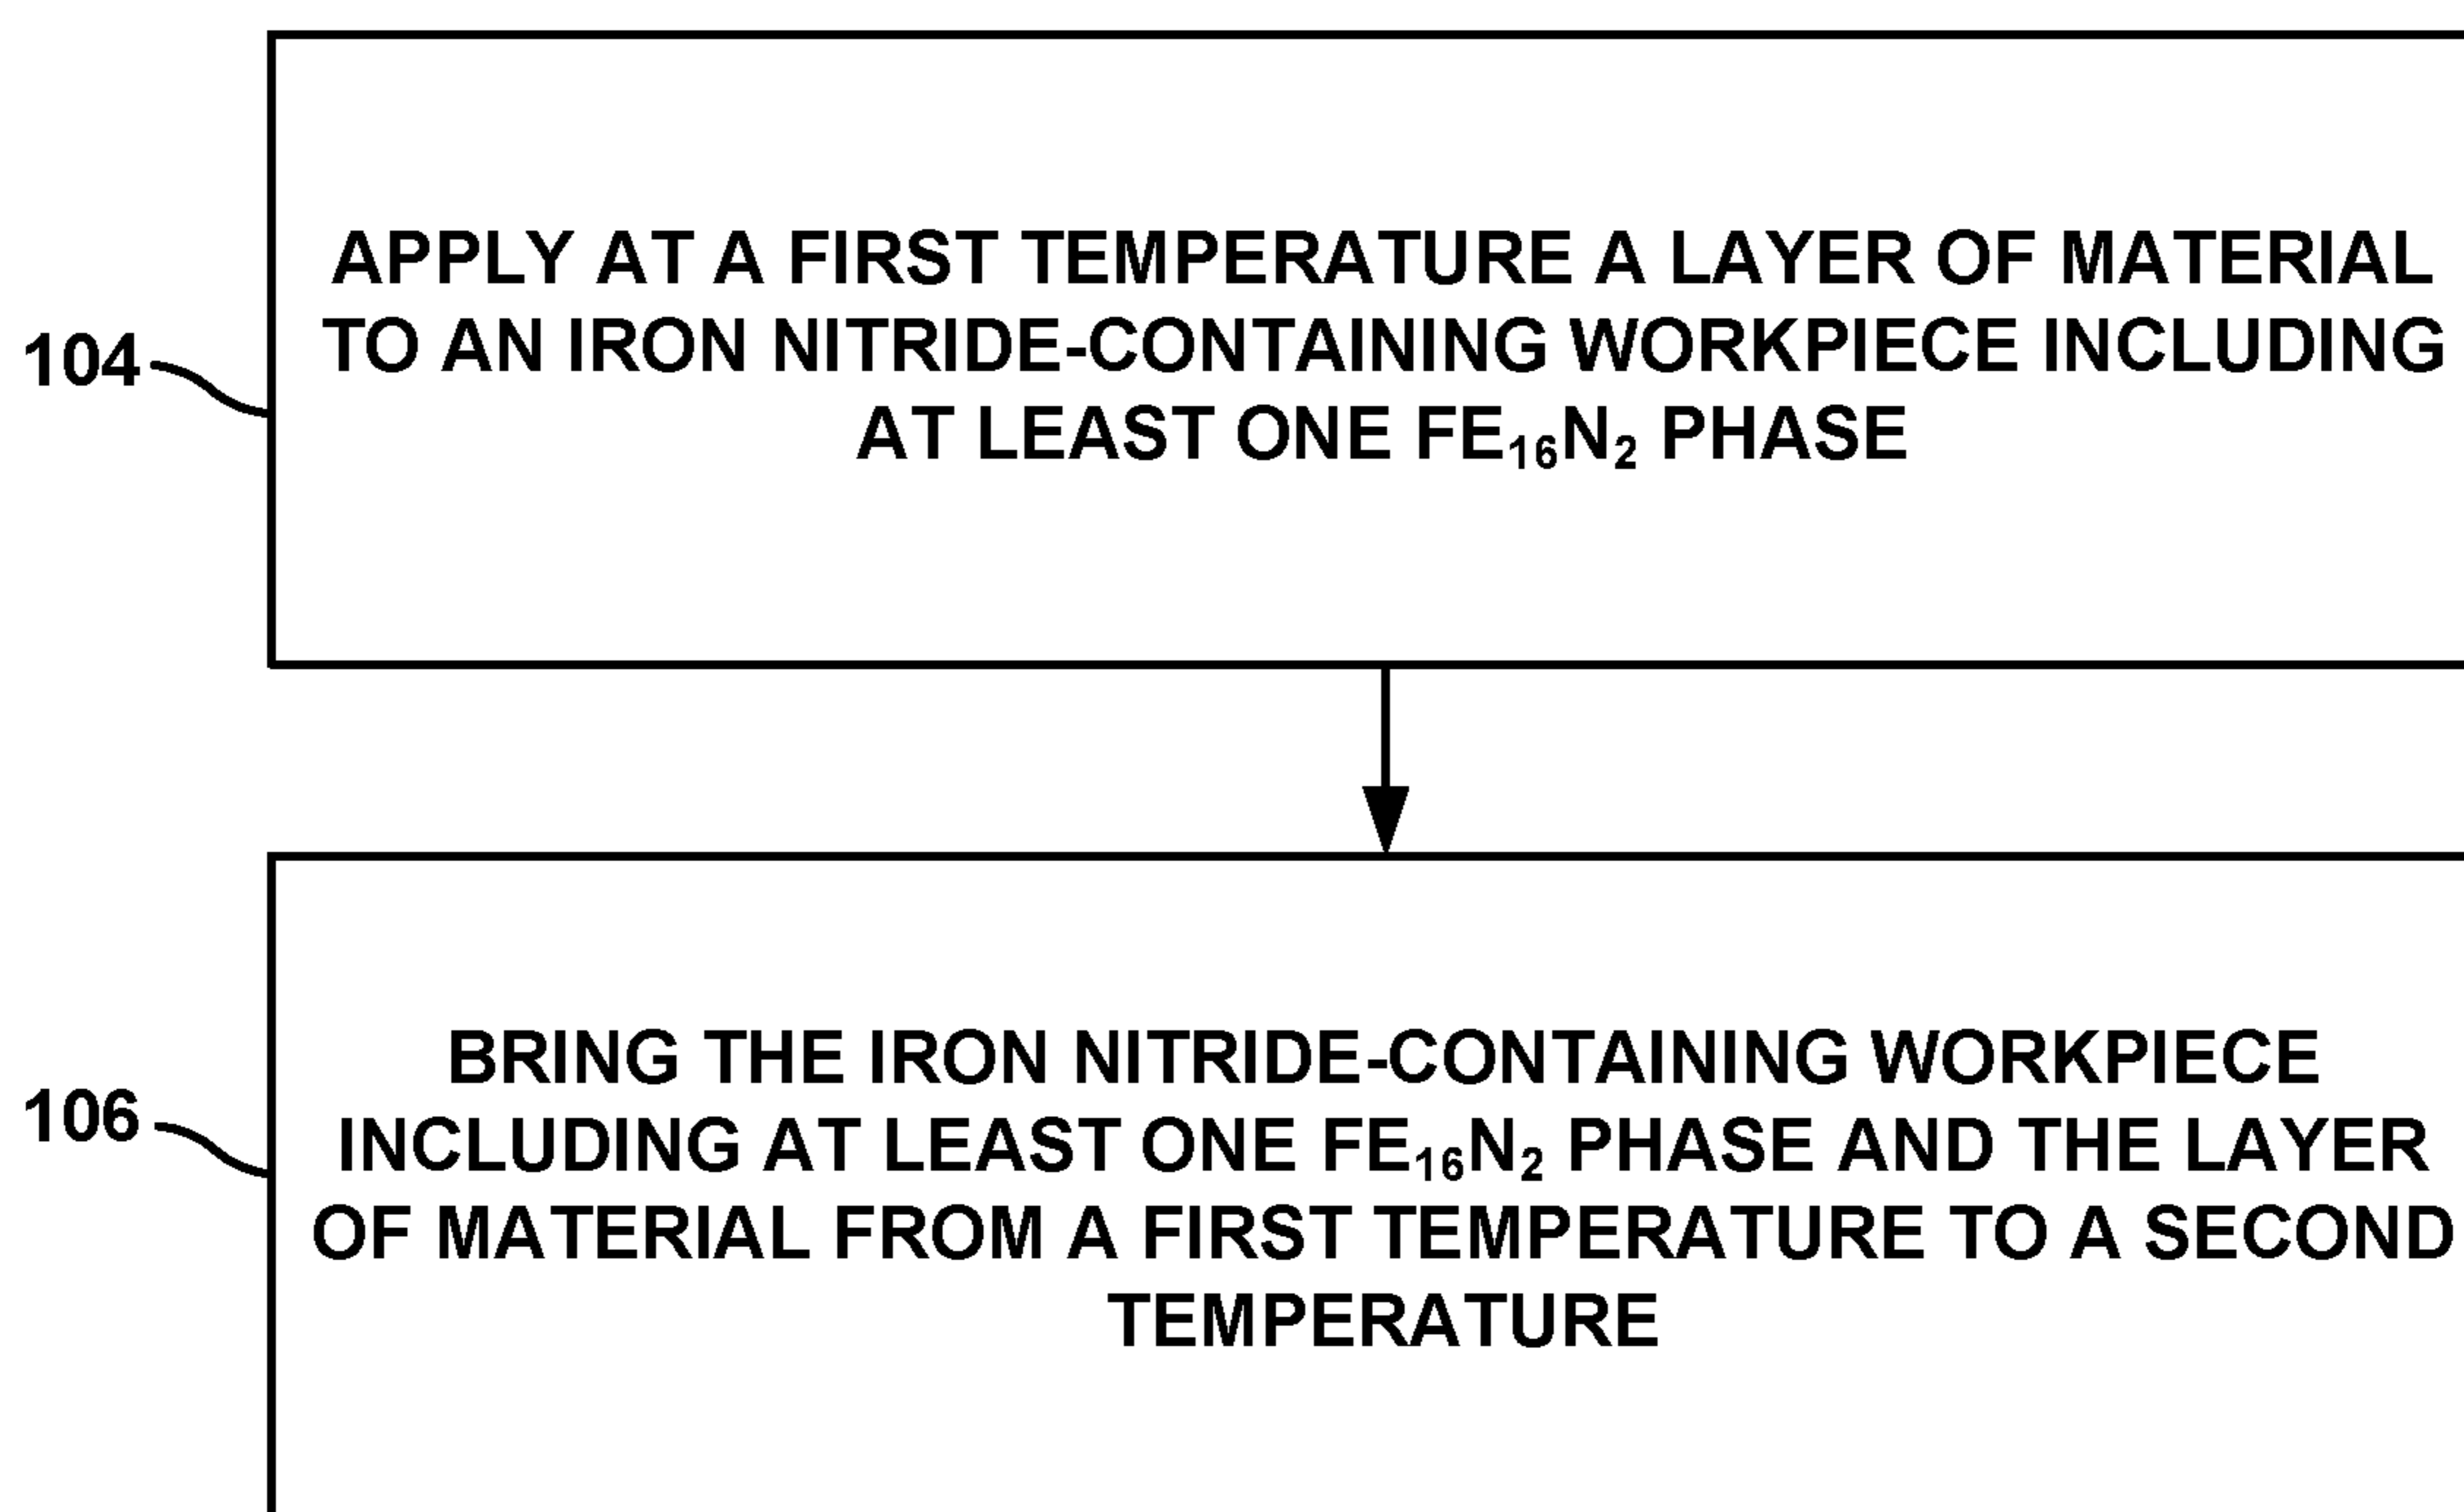 APPLY AT A FIRST TEMPERATURE A LAYER OF MATERIAL
TO AN IRON NITRIDE-CONTAINING WORKPIECE INCLUDING
104
AT LEAST ONE FE₁₆N₂ PHASE
BRING THE IRON NITRIDE-CONTAINING WORKPIECE
106
INCLUDING AT LEAST ONE FE₁₆N₂ PHASE AND THE LAYER
OF MATERIAL FROM A FIRST TEMPERATURE TO A SECOND
TEMPERATURE